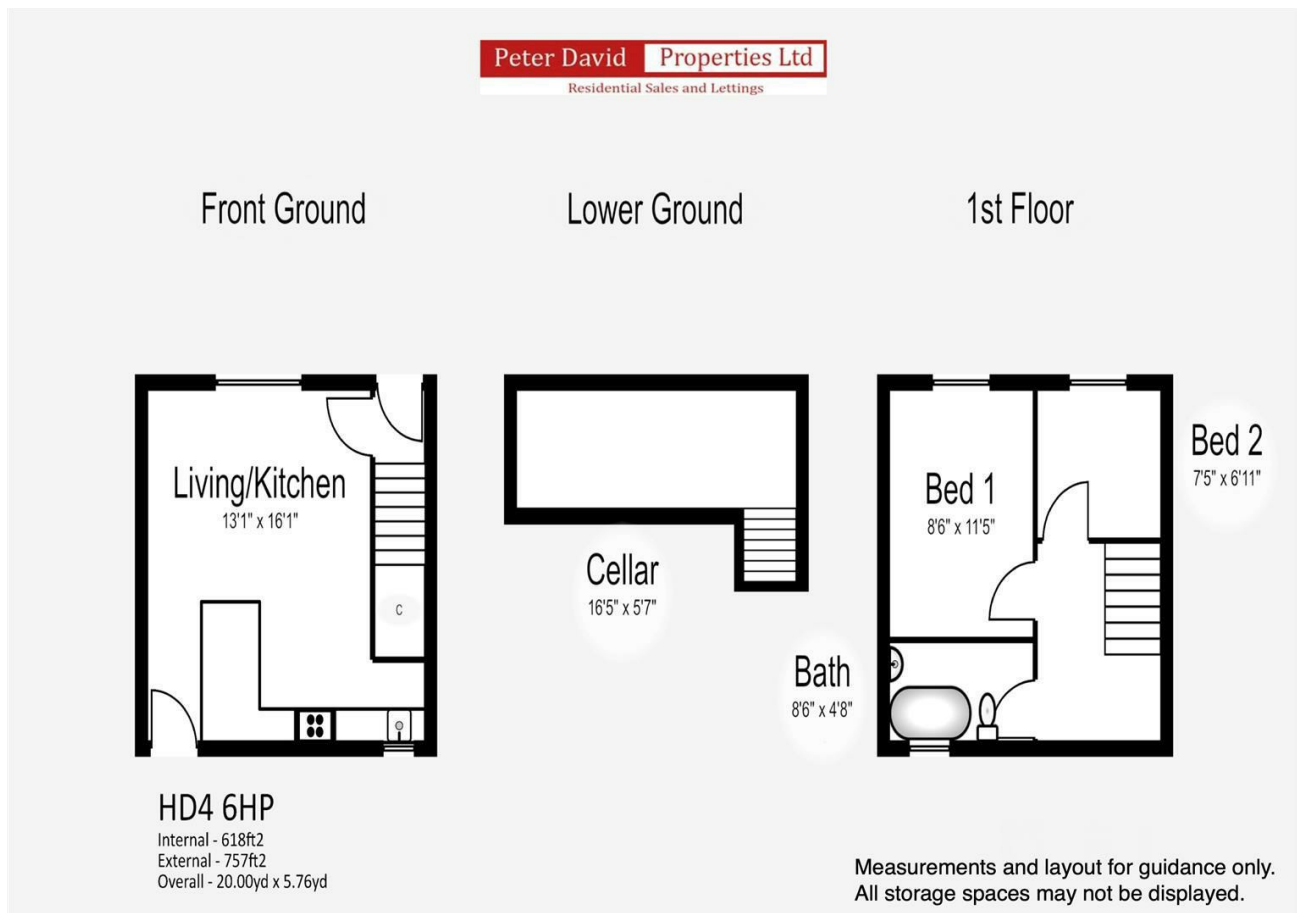 Peter David Properties Ltd
Residential Sales and Lettings
Front Ground
Lower Ground
1st Floor
Living/Kitchen
13'1" x 16'1"
C
Cellar
16'5" x 5'7"
Bed 1
8'6" x 11'5"
Bed 2
7'5" x 6'11"
Bath
8'6" x 4'8"
HD4 6HP
Internal - 618ft2
External - 757ft2
Overall - 20.00yd x 5.76yd
Measurements and layout for guidance only.
All storage spaces may not be displayed.